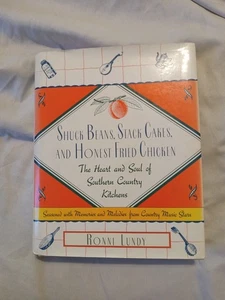 Shuck Beans, Stack Cakes,
and Honest Fried Chicken
The Heart and Soul of
Southern Country
Kitchens
Seasoned with Memories and Melodies from Country Music Stars
Ronni Lundy